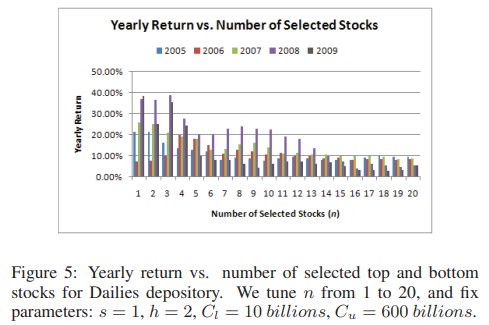 Yearly Return vs. Number of Selected Stocks
2005 2006 2007 2008 2009
50.00%
40.00%
30.00%
20.00%
10.00%
0.00%
Yearly Return
1 2 3 4 5 6 7 8 9 10 11 12 13 14 15 16 17 18 19 20
Number of Selected Stocks (n)
Figure 5: Yearly return vs. number of selected top and bottom
stocks for Dailies depository. We tune n from 1 to 20, and fix
parameters: s = 1, h = 2, Cl = 10 billions, Cu = 600 billions.